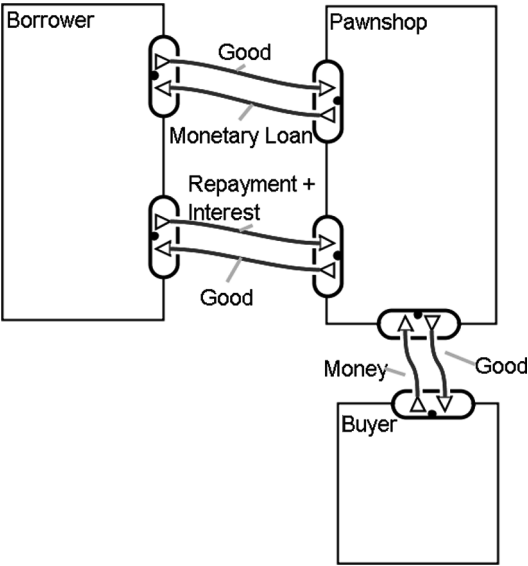 Borrower
Pawnshop
Good
Monetary Loan
Repayment +
Interest
Good
Money
Good
Buyer